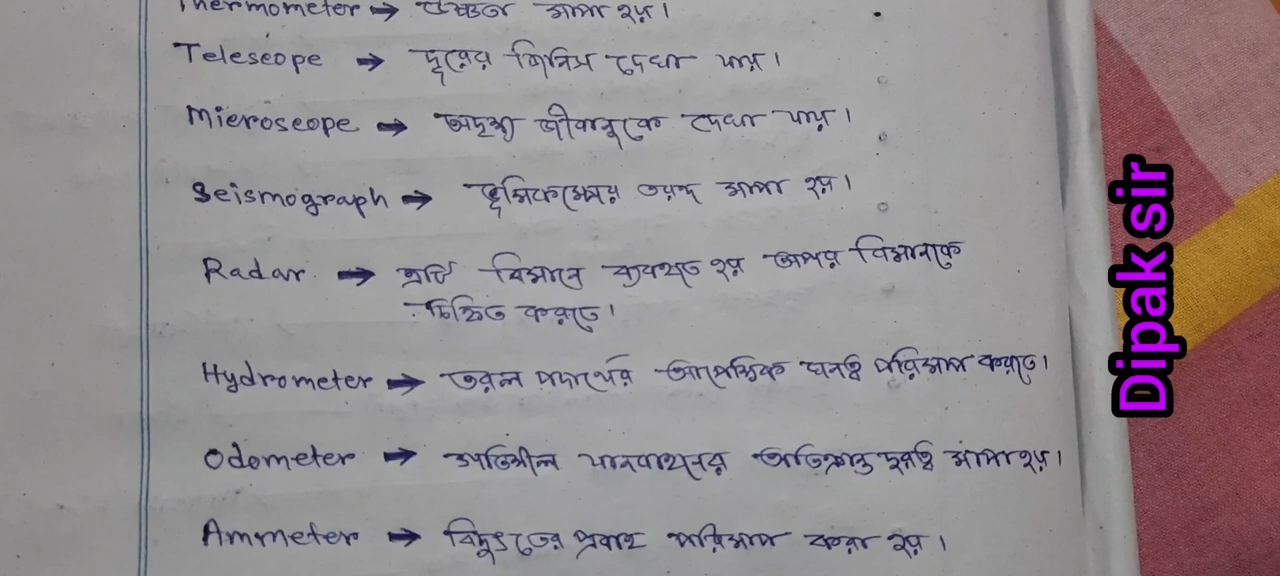 Thermometer → উষ্ণতা মাপা হয়।
Telescope → দূরের জিনিস দেখা যায়।
Microscope → অদৃশ্য জীবানুকে দেখা যায়।
Seismograph → ভূমিকম্পের তরঙ্গ মাপা হয়।
Radar → প্রতি বিমানে ব্যবহৃত হয় অপর বিমানকে
চিহ্নিত করতে।
Hydrometer → তরল পদার্থের আপেক্ষিক ঘনত্ব পরিমাপ করতে।
Odometer → গতিশীল যানবাহনের অতিক্রান্ত দূরত্ব মাপা হয়।
Ammeter → বিদ্যুৎতের প্রবাহ পরিমাপ করা হয়।
Dipak sir